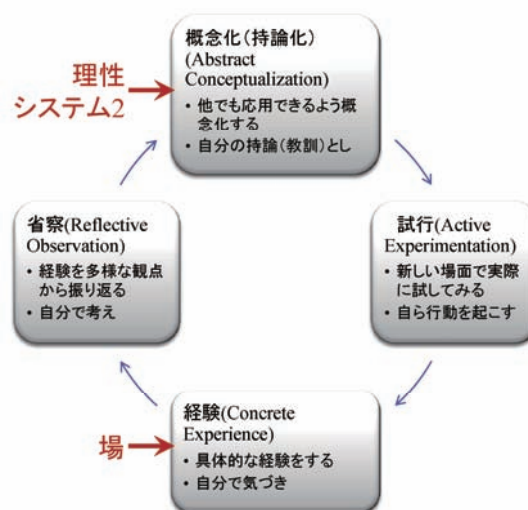 概念化(持論化)
(Abstract
Conceptualization)
• 他でも応用できるよう概
念化する
• 自分の持論(教訓)とし
理性
システム2
省察(Reflective
Observation)
• 経験を多様な観点
から振り返る
• 自分で考え
試行(Active
Experimentation)
• 新しい場面で実際
に試してみる
• 自ら行動を起こす
経験(Concrete
Experience)
• 具体的な経験をする
• 自分で気づき
場